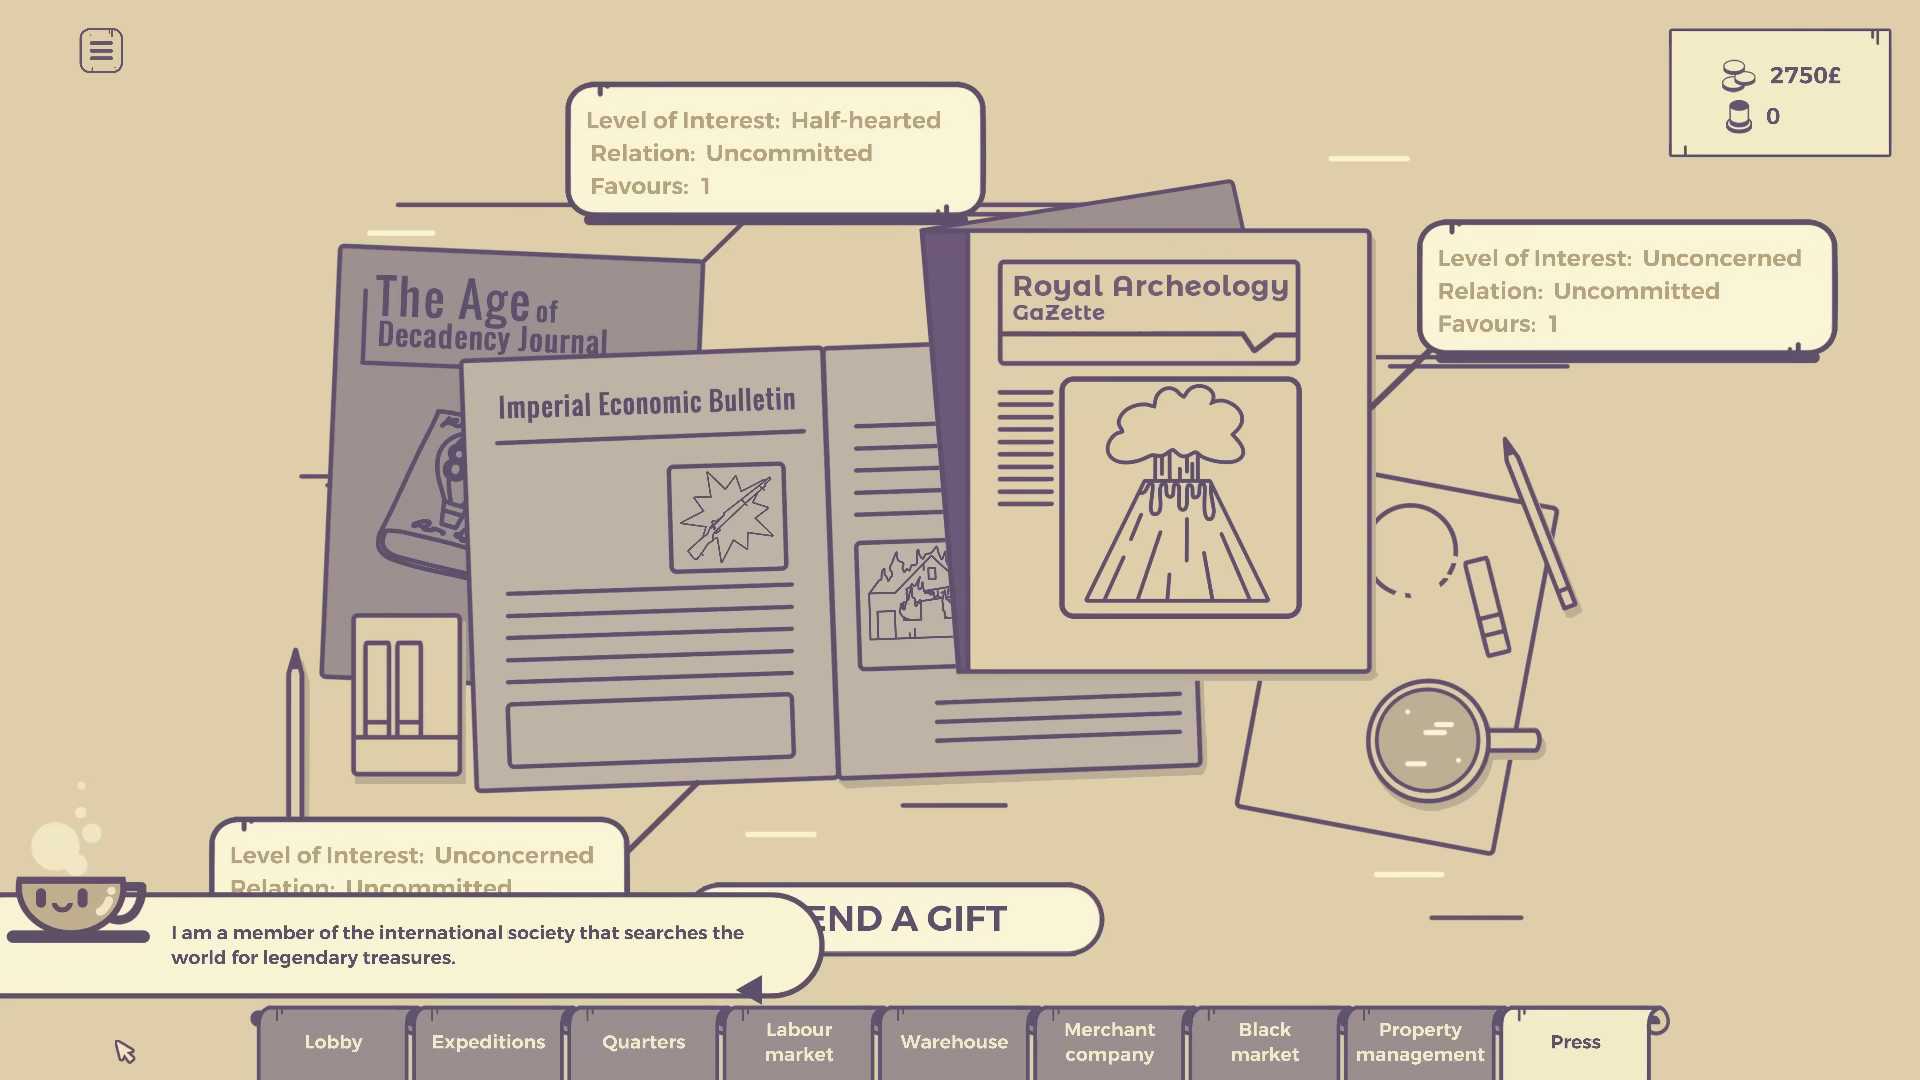 2750£
0
Level of Interest: Half-hearted
Relation: Uncommitted
Favours: 1
Level of Interest: Unconcerned
Relation: Uncommitted
Favours: 1
The Age of
Decadency Journal
Royal Archeology
GaZette
Imperial Economic Bulletin
Level of Interest: Unconcerned
Relation: Uncommitted
END A GIFT
I am a member of the international society that searches the
world for legendary treasures.
Lobby
Expeditions
Quarters
Labour
market
Warehouse
Merchant
company
Black
market
Property
management
Press